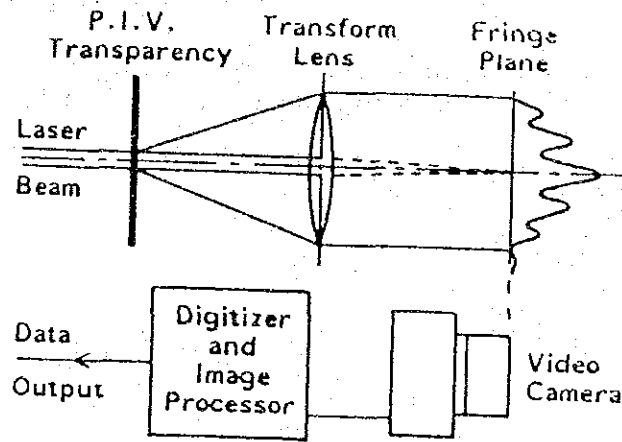 P.I.V.
Transparency
Transform
Lens
Fringe
Plane
Laser
Beam
Digitizer
and
Image
Processor
Data
Output
Video
Camera